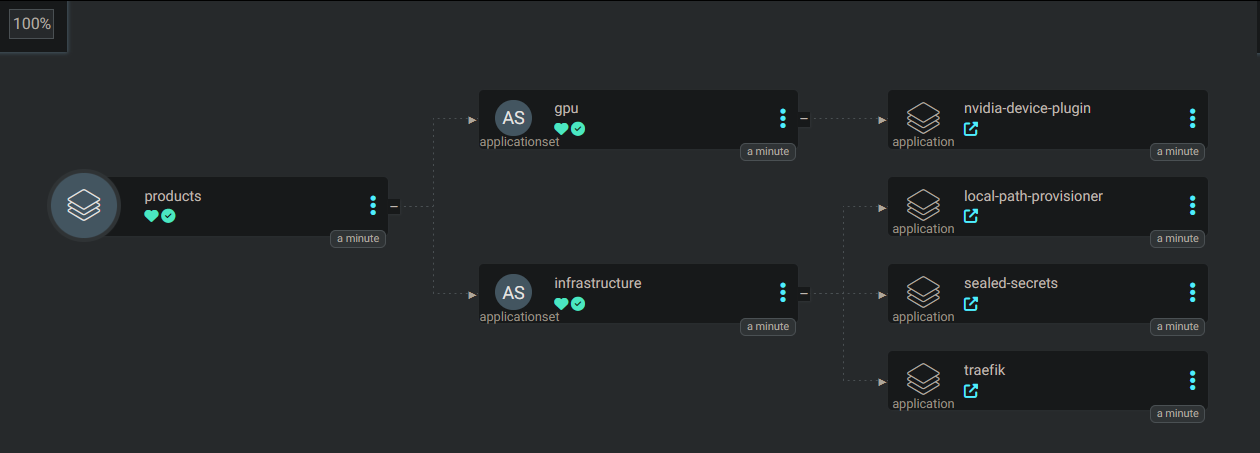 100%
products
a minute
AS
applicationset
gpu
a minute
AS
applicationset
infrastructure
a minute
application
nvidia-device-plugin
a minute
application
local-path-provisioner
a minute
application
sealed-secrets
a minute
application
traefik
a minute